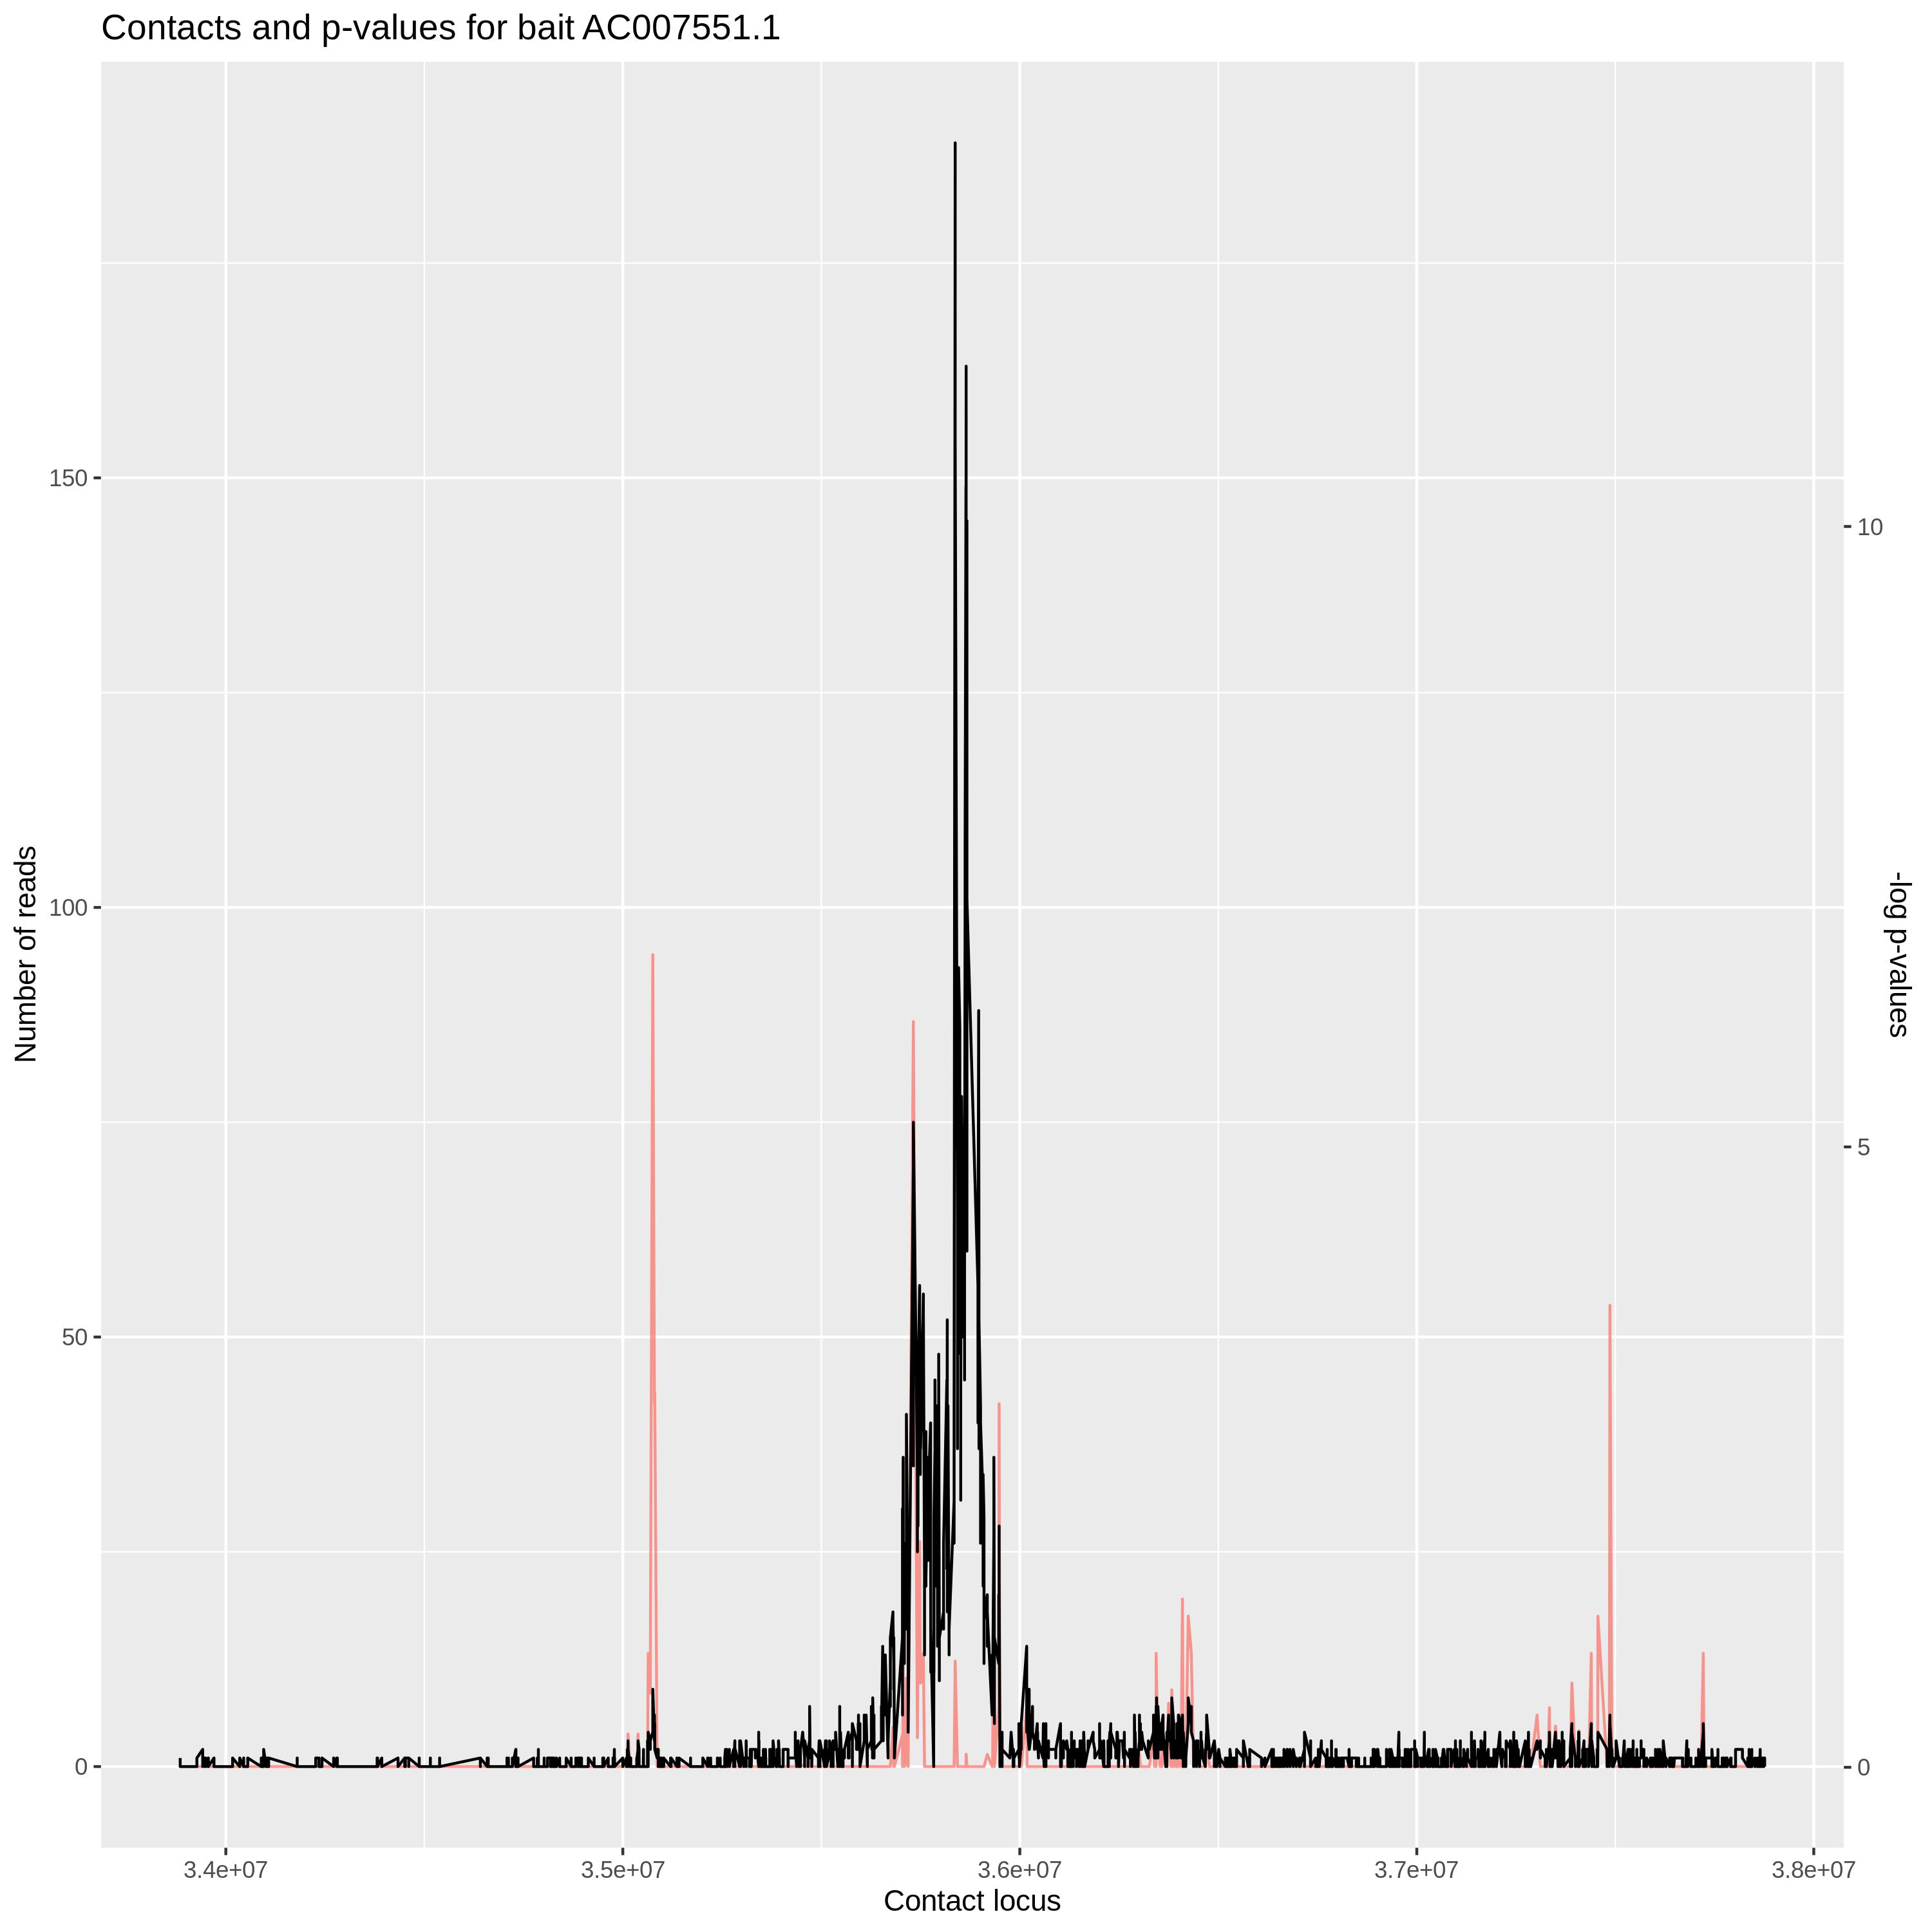 Contacts and p-values for bait AC007551.1
150
100
50
0
Number of reads
10
5
0
-log p-values
3.4e+07
3.5e+07
3.6e+07
3.7e+07
3.8e+07
Contact locus